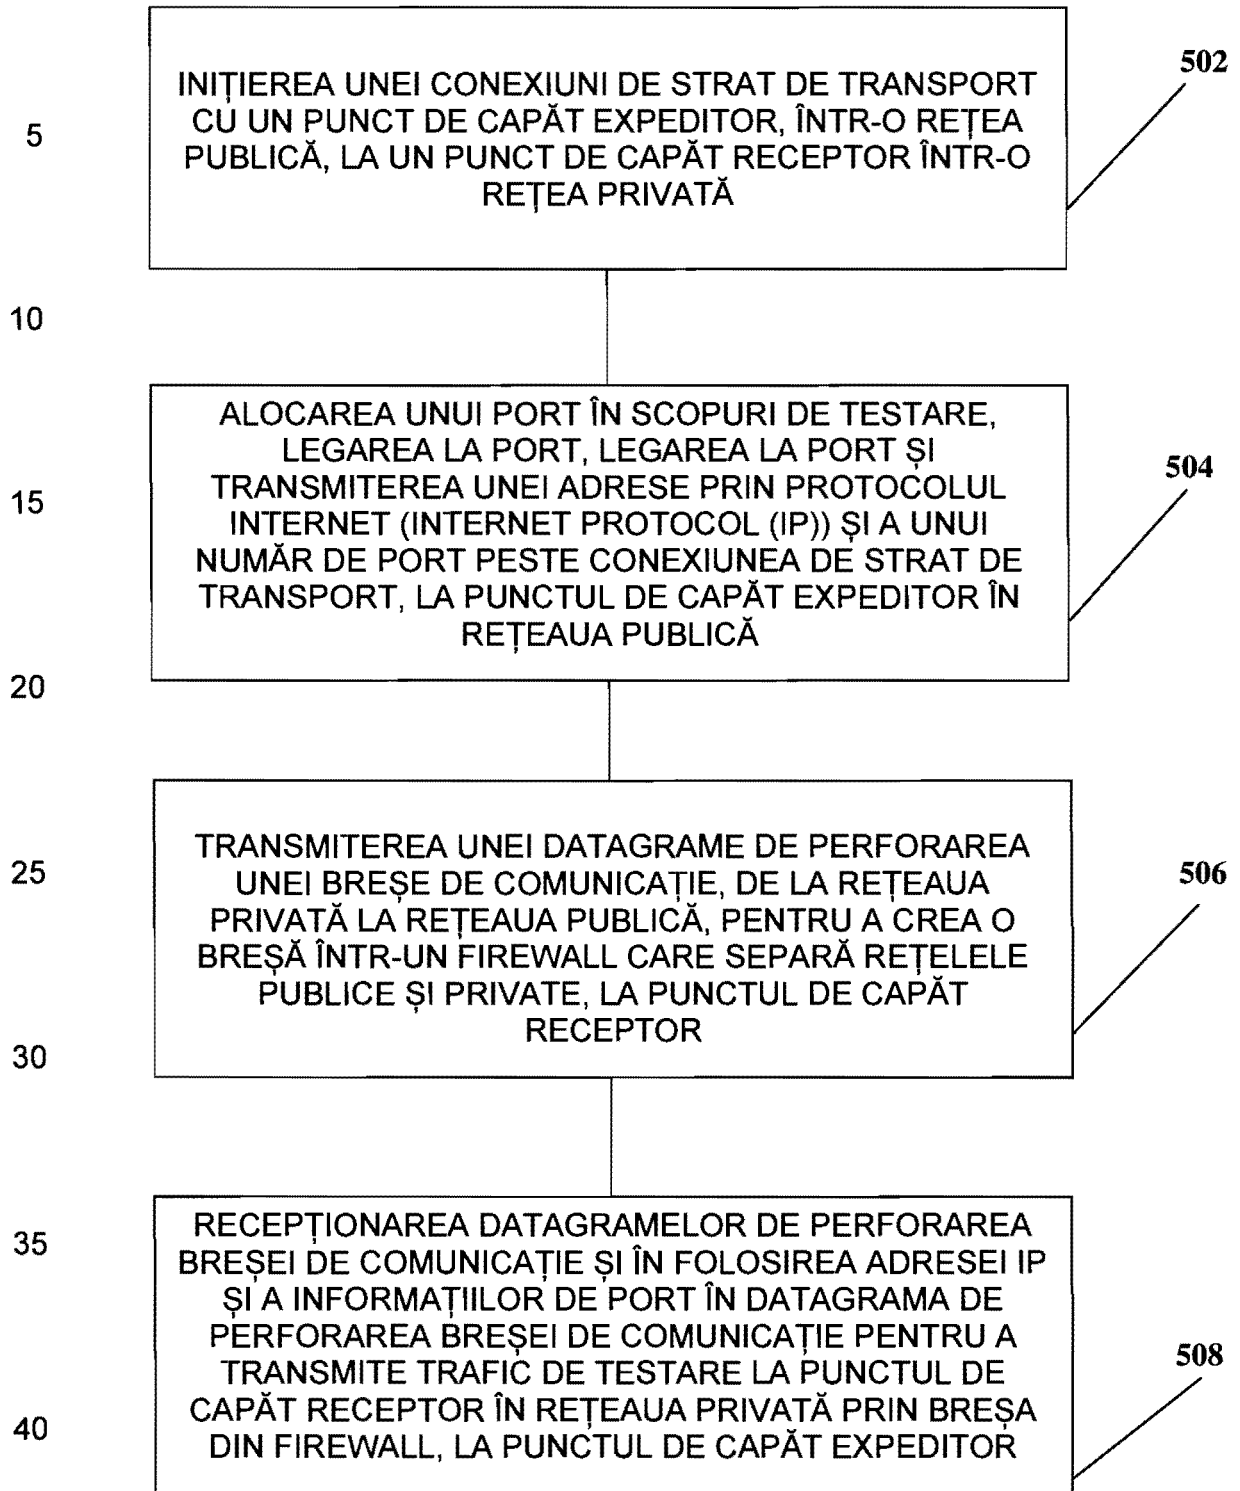 INIȚIEREA UNEI CONEXIUNI DE STRAT DE TRANSPORT
502
CU UN PUNCT DE CAPĂT EXPEDITOR, ÎNTR-O REȚEA
5
PUBLICĂ, LA UN PUNCT DE CAPĂT RECEPTOR ÎNTR-O
REȚEA PRIVATĂ
10
ALOCAREA UNUI PORT ÎN SCOPURI DE TESTARE,
LEGAREA LA PORT, LEGAREA LA PORT ȘI
504
TRANSMITEREA UNEI ADRESE PRIN PROTOCOLUL
15
INTERNET (INTERNET PROTOCOL (IP)) ȘI A UNUI
NUMĂR DE PORT PESTE CONEXIUNEA DE STRAT DE
TRANSPORT, LA PUNCTUL DE CAPĂT EXPEDITOR ÎN
REȚEAUA PUBLICĂ
20
TRANSMITEREA UNEI DATAGRAME DE PERFORAREA
25
UNEI BREȘE DE COMUNICAȚIE, DE LA REȚEAUA
506
PRIVATĂ LA REȚEAUA PUBLICĂ, PENTRU A CREA O
BREȘĂ ÎNTR-UN FIREWALL CARE SEPARĂ REȚELELE
PUBLICE ȘI PRIVATE, LA PUNCTUL DE CAPĂT
RECEPTOR
30
RECEPȚIONAREA DATAGRAMELOR DE PERFORAREA
35
BREȘEI DE COMUNICAȚIE ȘI ÎN FOLOSIREA ADRESEI IP
ȘI A INFORMAȚIILOR DE PORT ÎN DATAGRAMA DE
PERFORAREA BREȘEI DE COMUNICAȚIE PENTRU A
508
TRANSMITE TRAFIC DE TESTARE LA PUNCTUL DE
CAPĂT RECEPTOR ÎN REȚEAUA PRIVATĂ PRIN BREȘA
40
DIN FIREWALL, LA PUNCTUL DE CAPĂT EXPEDITOR